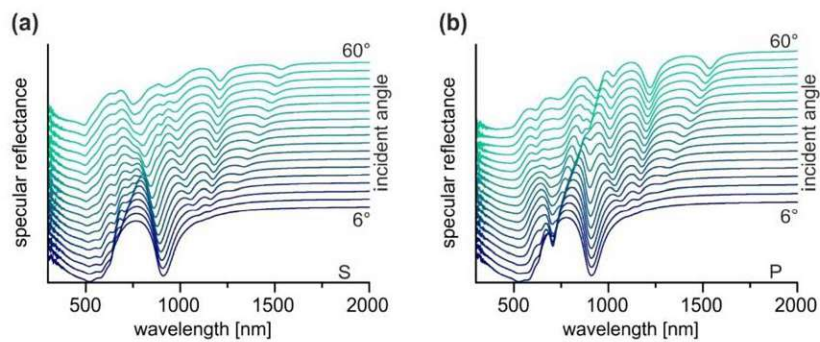 (a)
specular reflectance
60°
6°
S
incident angle
500 1000 1500 2000
wavelength [nm]
(b)
specular reflectance
60°
6°
P
incident angle
500 1000 1500 2000
wavelength [nm]